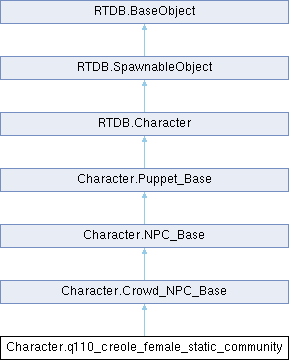 RTDB.BaseObject
RTDB.SpawnableObject
RTDB.Character
Character.Puppet_Base
Character.NPC_Base
Character.Crowd_NPC_Base
Character.q110_creole_female_static_community